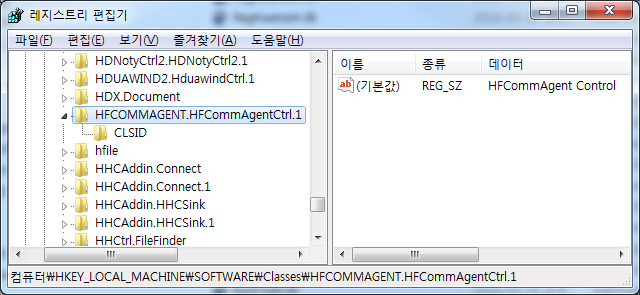 레지스트리 편집기
파일(F) 편집(E) 보기(V) 즐겨찾기(A) 도움말(H)
HDNotyCtrl2.HDNotyCtrl2.1
HDUAWIND2.HduawindCtrl.1
HDX.Document
HFCOMMAGENT.HFCommAgentCtrl.1
CLSID
hfile
HHCAddin.Connect
HHCAddin.Connect.1
HHCAddin.HHCSink
HHCAddin.HHCSink.1
HHCtrl.FileFinder
이름 종류 데이터
ab (기본값) REG_SZ HFCommAgent Control
컴퓨터₩HKEY_LOCAL_MACHINE₩SOFTWARE₩Classes₩HFCOMMAGENT.HFCommAgentCtrl.1